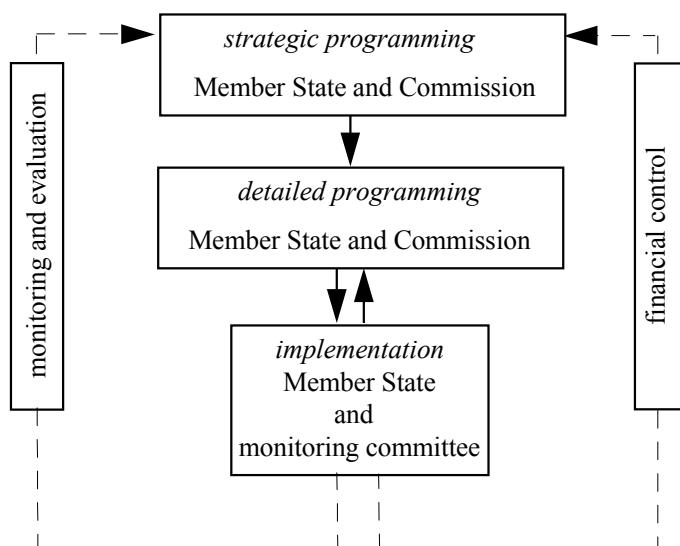 strategic programming
Member State and Commission
monitoring and evaluation
financial control
detailed programming
Member State and Commission
implementation
Member State
and
monitoring committee